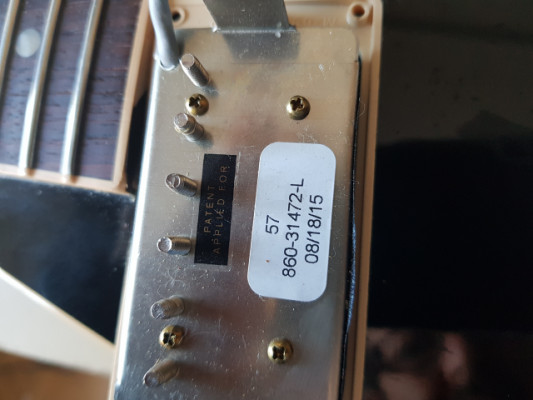 PATENT
APPLIED FOR
57
860-31472-L
08/18/15